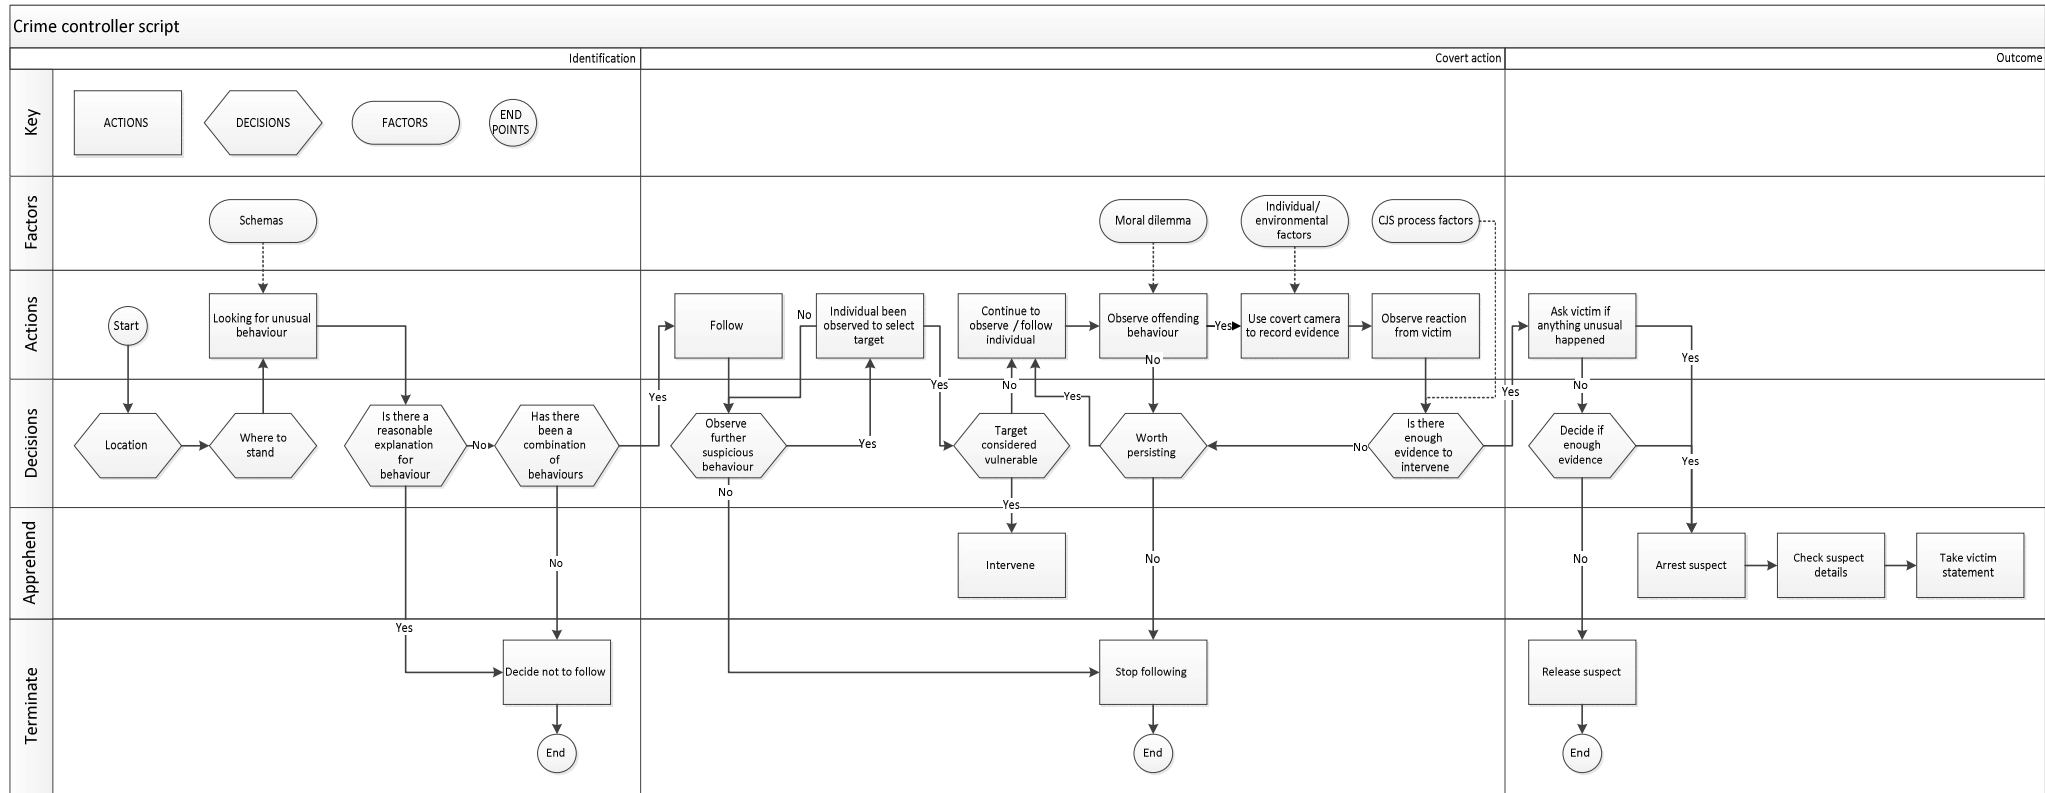 Crime controller script
Identification
Covert action
Outcome
Key
ACTIONS
DECISIONS
FACTORS
END
POINTS
Factors
Schemas
Moral dilemma
Individual/
environmental
factors
CJS process factors
Actions
Start
Looking for unusual
behaviour
Follow
No
Individual been
observed to select
target
Continue to
observe / follow
individual
Observe offending
behaviour
Yes
Use covert camera
to record evidence
Observe reaction
from victim
Ask victim if
anything unusual
happened
Yes
No
Yes
Yes
No
Yes
Yes
No
Decisions
Location
Where to
stand
Is there a
reasonable
explanation
for
behaviour
No
Has there
been a
combination
of
behaviours
Observe
further
suspicious
behaviour
Yes
Target
considered
vulnerable
Worth
persisting
No
Is there
enough
evidence to
intervene
Decide if
enough
evidence
Yes
No
Yes
Apprehend
No
Intervene
No
No
Arrest suspect
Check suspect
details
Take victim
statement
Terminate
Yes
Decide not to follow
Stop following
Release suspect
End
End
End